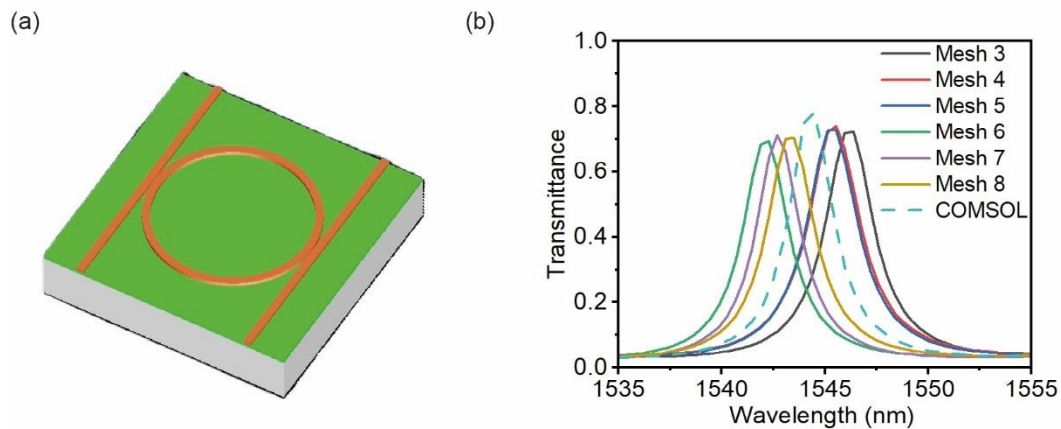 (a)
(b)
1.0
0.8
0.6
0.4
0.2
0.0
Transmittance
Mesh 3
Mesh 4
Mesh 5
Mesh 6
Mesh 7
Mesh 8
COMSOL
1535 1540 1545 1550 1555
Wavelength (nm)